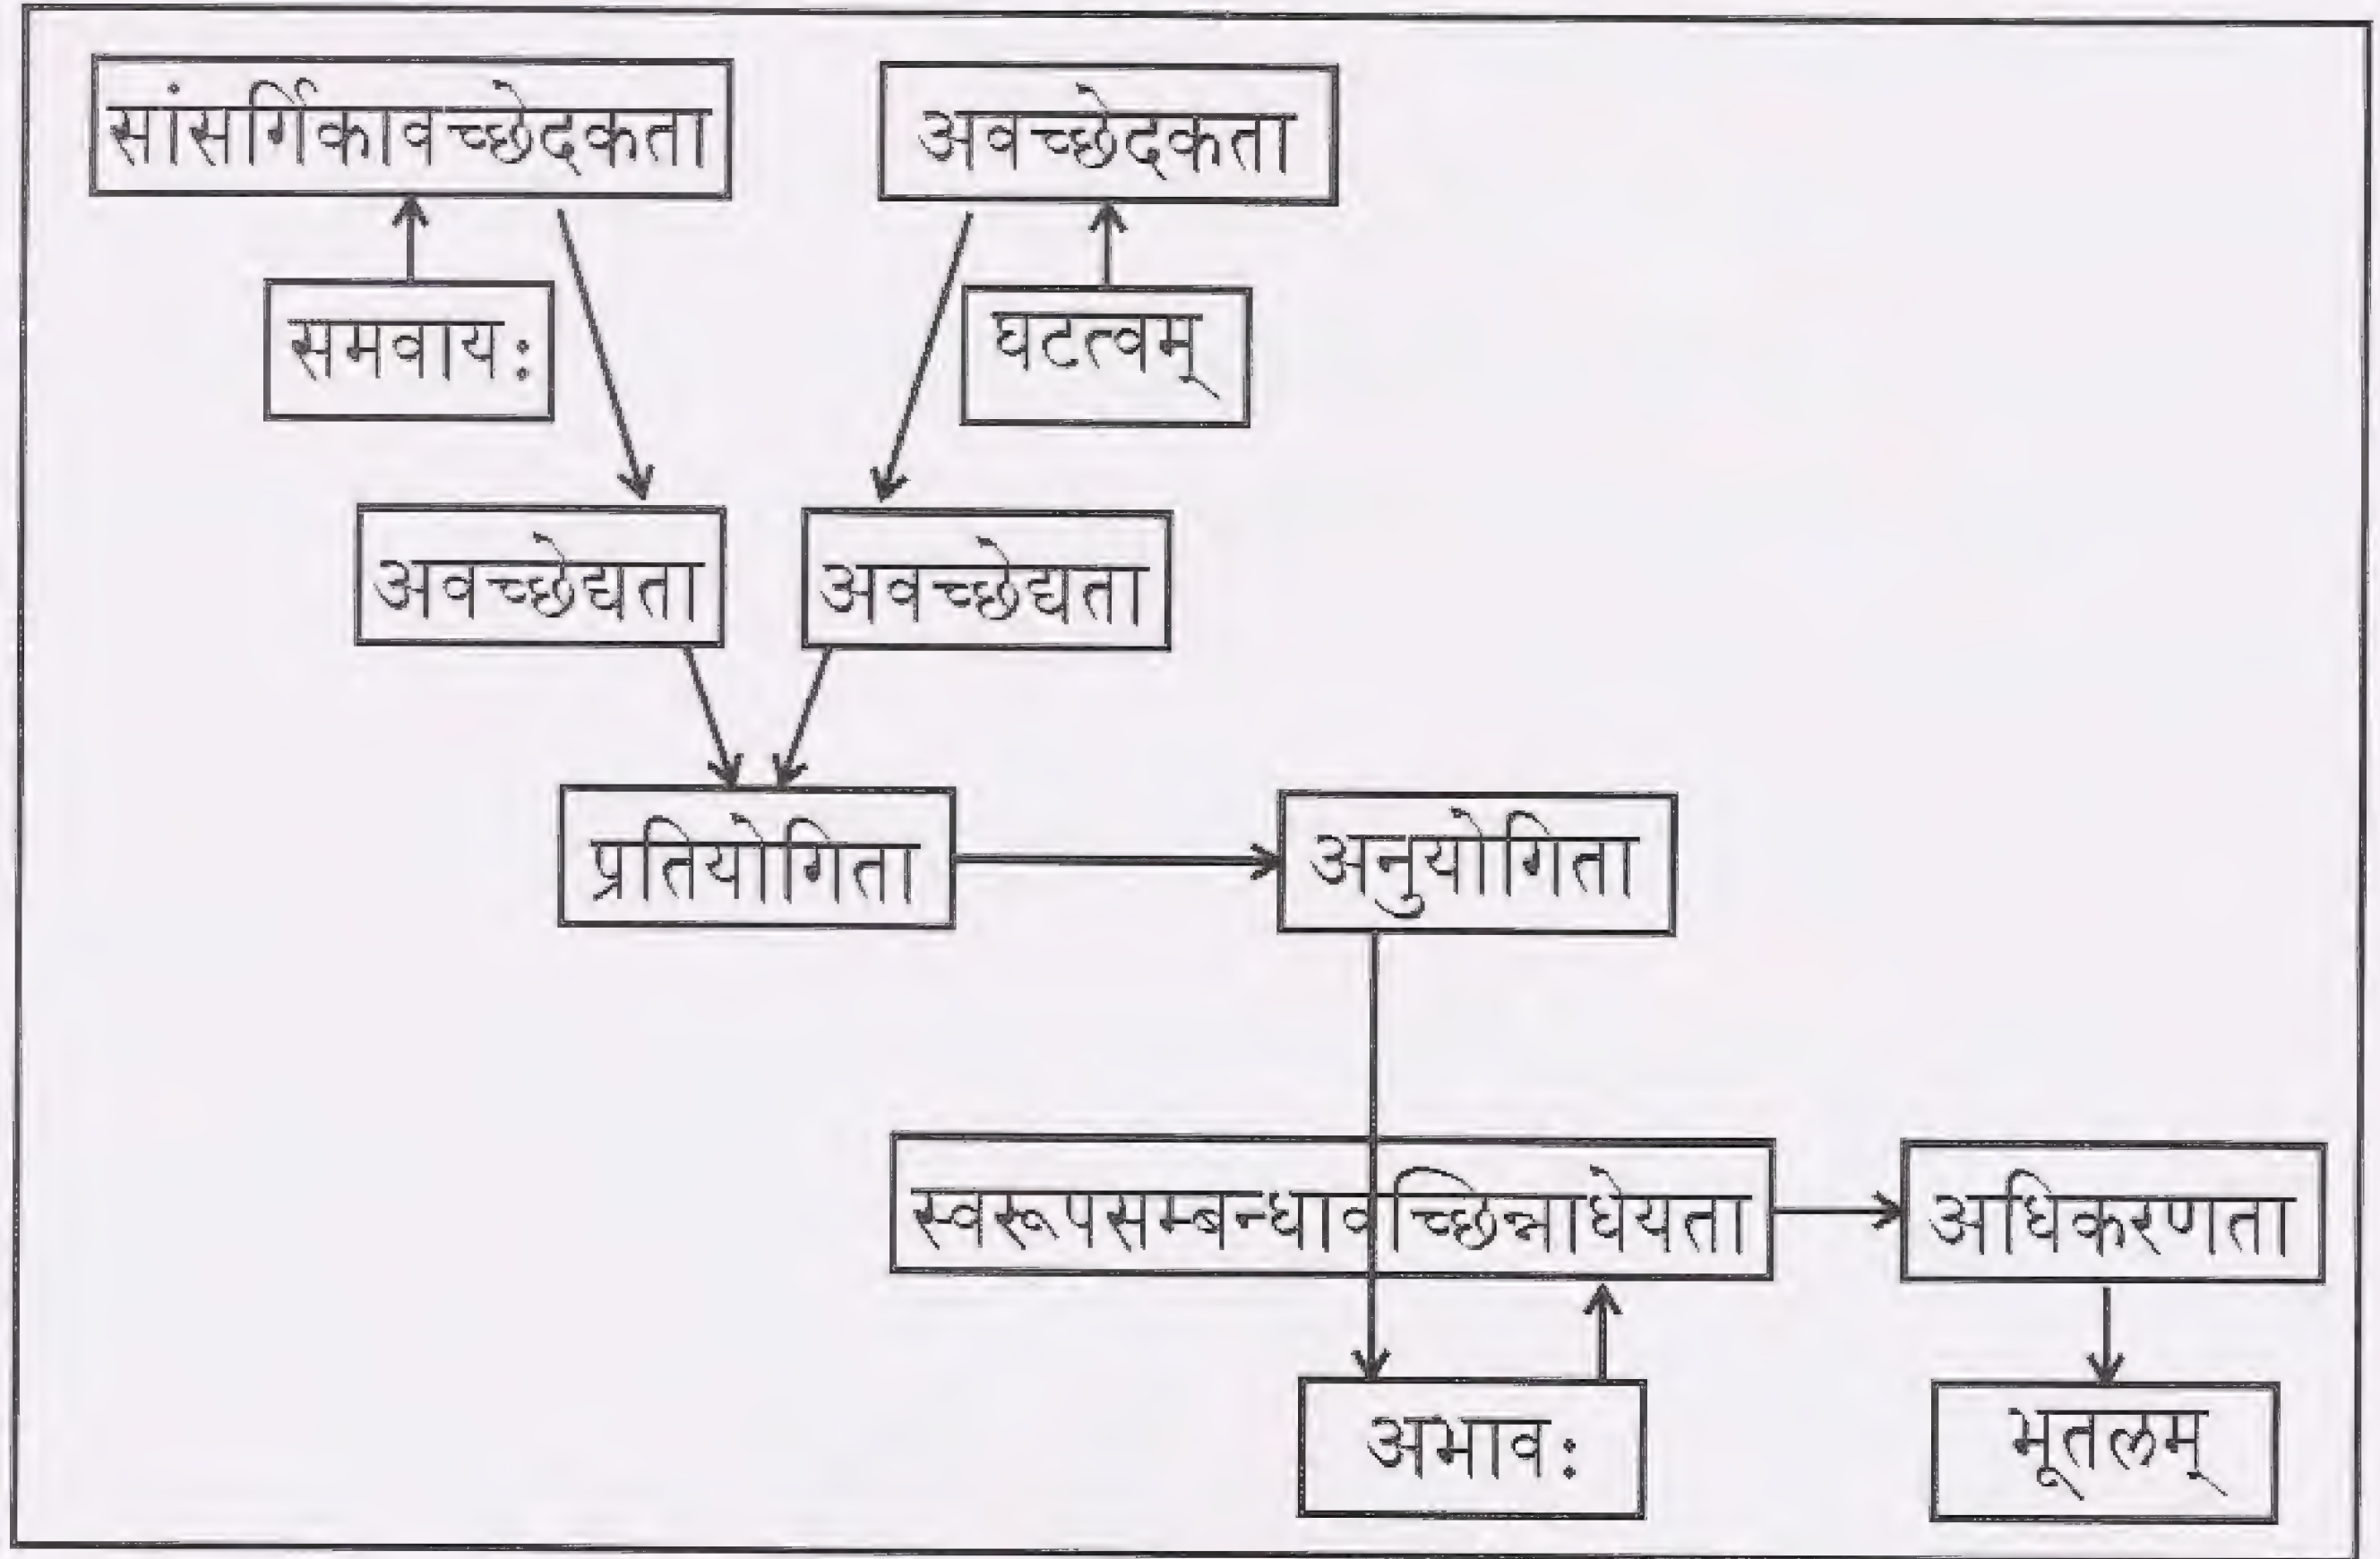 सांसर्गिकावच्छेदकता
अवच्छेदकता
समवायः
घटत्वम्
अवच्छेद्यता
अवच्छेद्यता
प्रतियोगिता
अनुयोगिता
स्वरूपसम्बन्धावच्छिन्नाधेयता
अधिकरणता
अभावः
भूतलम्